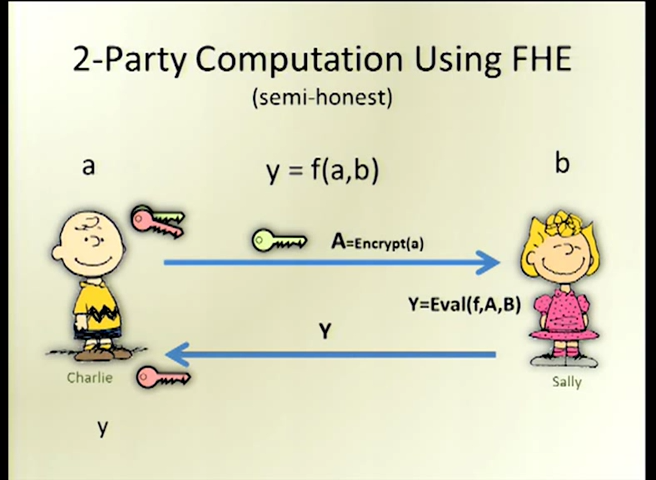 2-Party Computation Using FHE
(semi-honest)
a
y = f(a,b)
b
A=Encrypt(a)
Y=Eval(f,A,B)
Y
Charlie
Sally
y